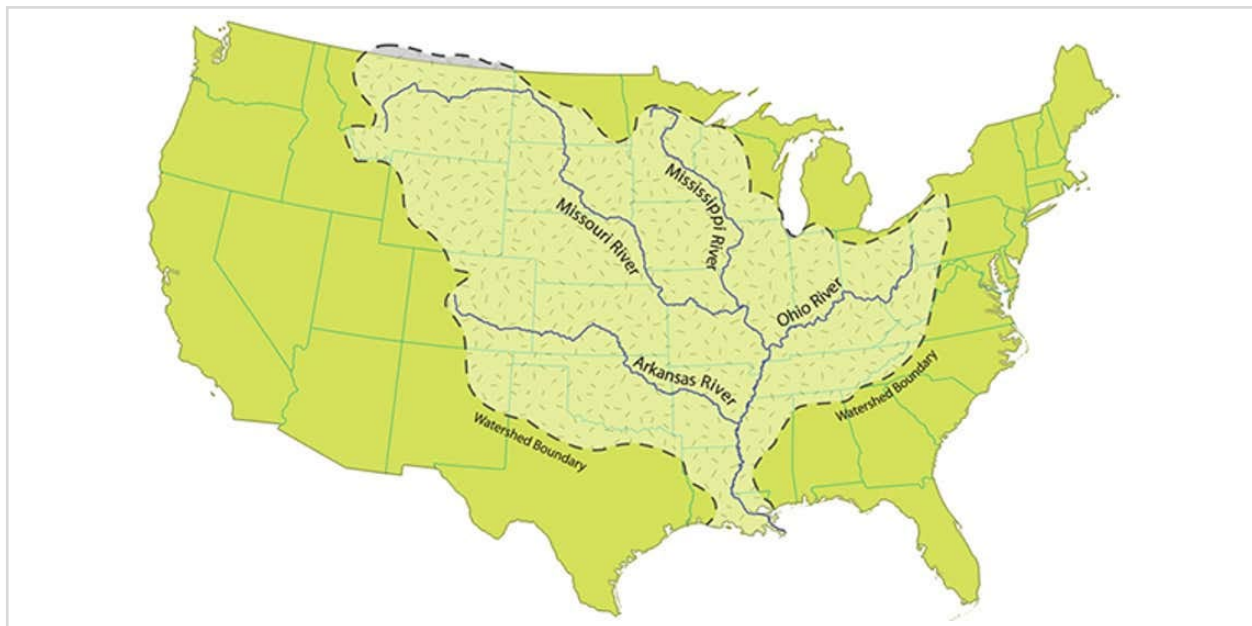 Mississippi River
Missouri River
Ohio River
Arkansas River
Watershed Boundary
Watershed Boundary